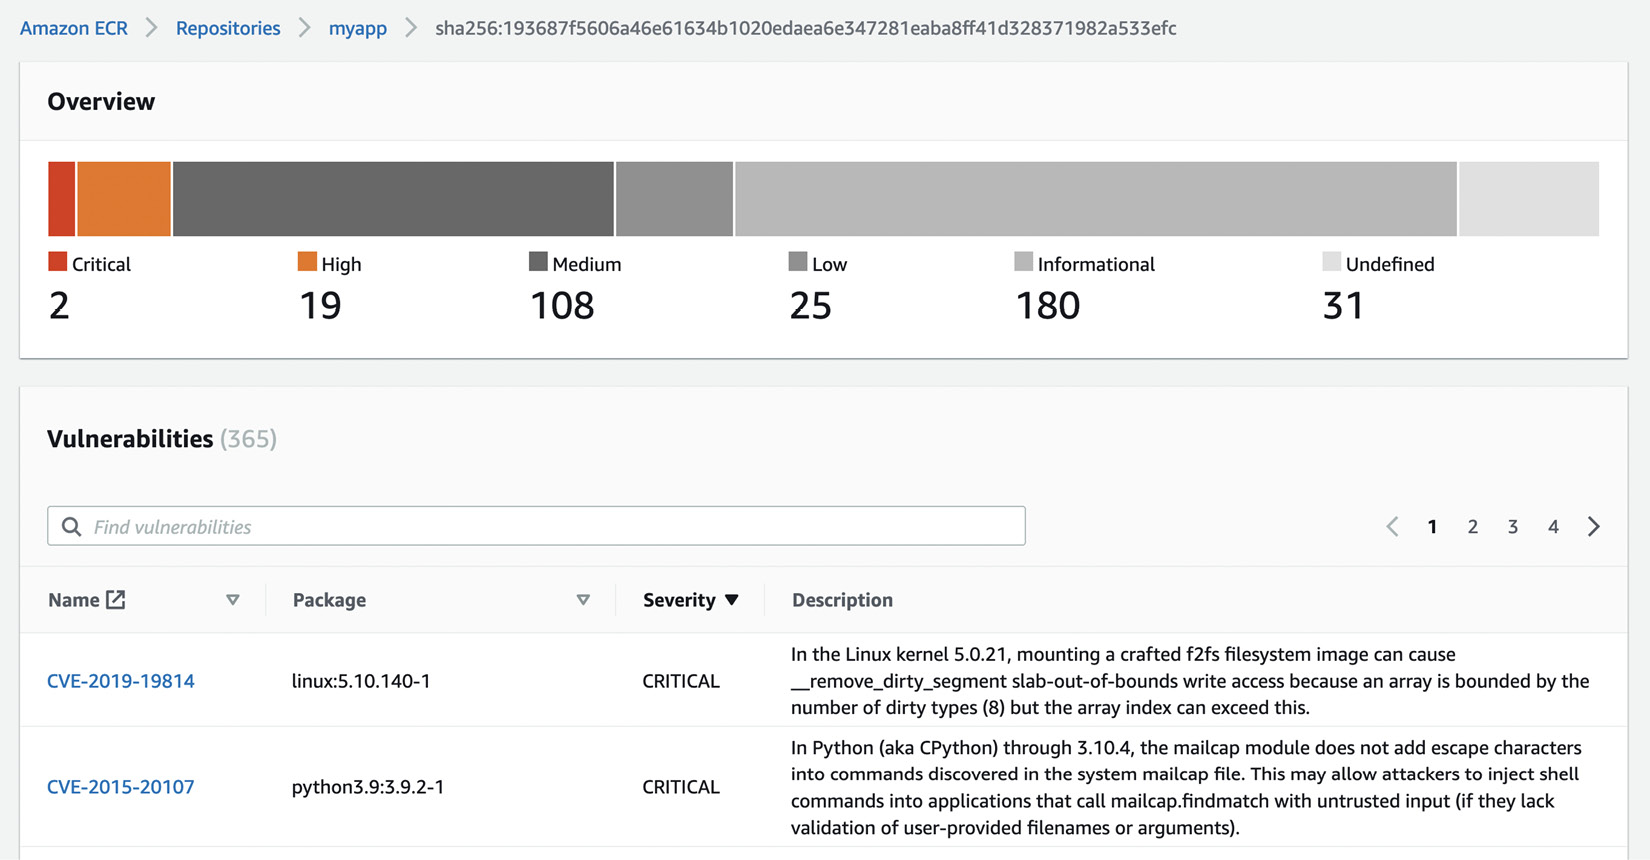 Amazon ECR > Repositories > myapp > sha256:193687f5606a46e61634b1020edaea6e347281eaba8ff41d328371982a533efc
Overview
Critical High Medium Low Informational Undefined
2 19 108 25 180 31
Vulnerabilities (365)
Find vulnerabilities
1 2 3 4
Name Package Severity Description
CVE-2019-19814 linux:5.10.140-1 CRITICAL
In the Linux kernel 5.0.21, mounting a crafted f2fs filesystem image can cause
__remove_dirty_segment slab-out-of-bounds write access because an array is bounded by the
number of dirty types (8) but the array index can exceed this.
CVE-2015-20107 python3.9:3.9.2-1 CRITICAL
In Python (aka CPython) through 3.10.4, the mailcap module does not add escape characters
into commands discovered in the system mailcap file. This may allow attackers to inject shell
commands into applications that call mailcap.findmatch with untrusted input (if they lack
validation of user-provided filenames or arguments).